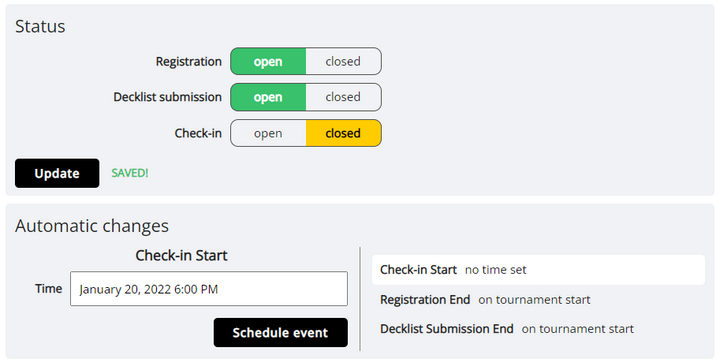 Status
Registration open closed
Decklist submission open closed
Check-in open closed
Update SAVED!
Automatic changes
Check-in Start
Time January 20, 2022 6:00 PM
Schedule event
Check-in Start no time set
Registration End on tournament start
Decklist Submission End on tournament start